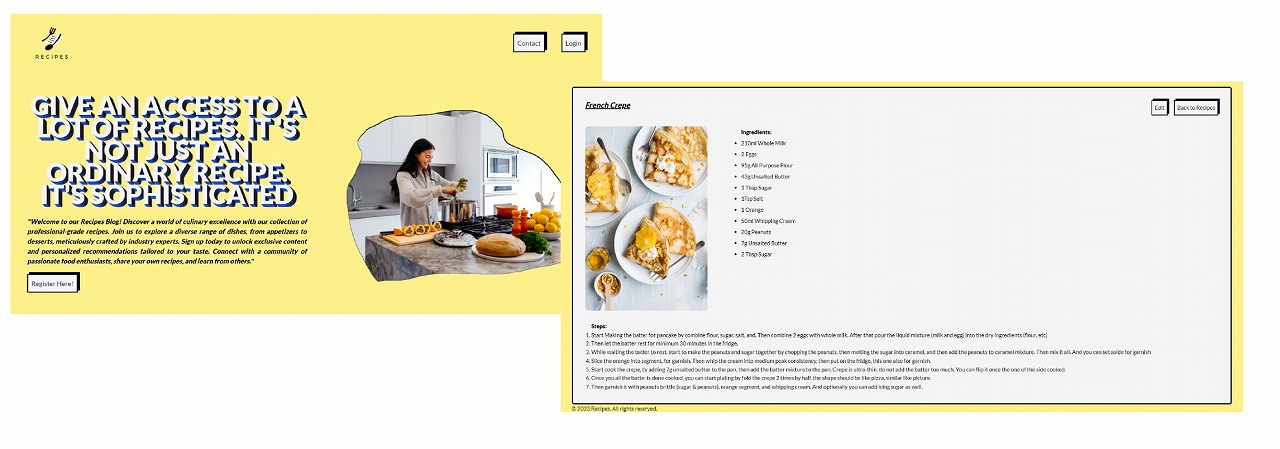 RECIPES
Contact
Login
GIVE AN ACCESS TO A
LOT OF RECIPES. IT 'S
NOT JUST AN
ORDINARY RECIPE.
IT'S SOPHISTICATED
"Welcome to our Recipes Blog! Discover a world of culinary excellence with our collection of
professional-grade recipes. Join us to explore a diverse range of dishes, from appetizers to
desserts, meticulously crafted by industry experts. Sign up today to unlock exclusive content
and personalized recommendations tailored to your taste. Connect with a community of
passionate food enthusiasts, share your own recipes, and learn from others."
Register Here!
French Crepe
Edit
Back to Recipes
Ingredients:
• 210ml Whole Milk
• 2 Eggs
• 95g All Purpose Flour
• 43g Unsalted Butter
• 1 Tbsp Sugar
• 1Tsp Salt
• 1 Orange
• 50ml Whipping Cream
• 20g Peanuts
• 7g Unsalted Butter
• 2 Tbsp Sugar
Steps:
1. Start Making the batter for pancake by combine flour, sugar, salt, and. Then combine 2 eggs with whole milk. After that pour the liquid mixture (milk and egg) into the dry ingredients (flour, etc)
2. Then let the batter rest for minimum 30 minutes in the fridge.
3. While waiting the batter to rest, start to make the peanuts and sugar together by chopping the peanuts, then melting the sugar into caramel, and then add the peanuts to caramel mixture. Then mix it all. And you can set aside for garnish
4. Slice the orange into segment, for garnish. Then whip the cream into medium peak consistency, then put on the fridge, this one also for garnish.
5. Start cook the crepe, by adding 7g unsalted butter to the pan, then add the batter mixture to the pan. Crepe is ultra-thin, do not add the batter too much. You can flip it once the one of the side cooked.
6. Once you all the batter is done cooked, you can start plating by fold the crepe 2 times by half, the shape should be like pizza, similar like picture.
7. Then garnish it with peanuts brittle (sugar & peanuts), orange segment, and whipping cream. And optionally you can add icing sugar as well.
© 2023 Recipes. All rights reserved.